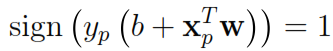 sign (y_p (b + x_p^T w)) = 1